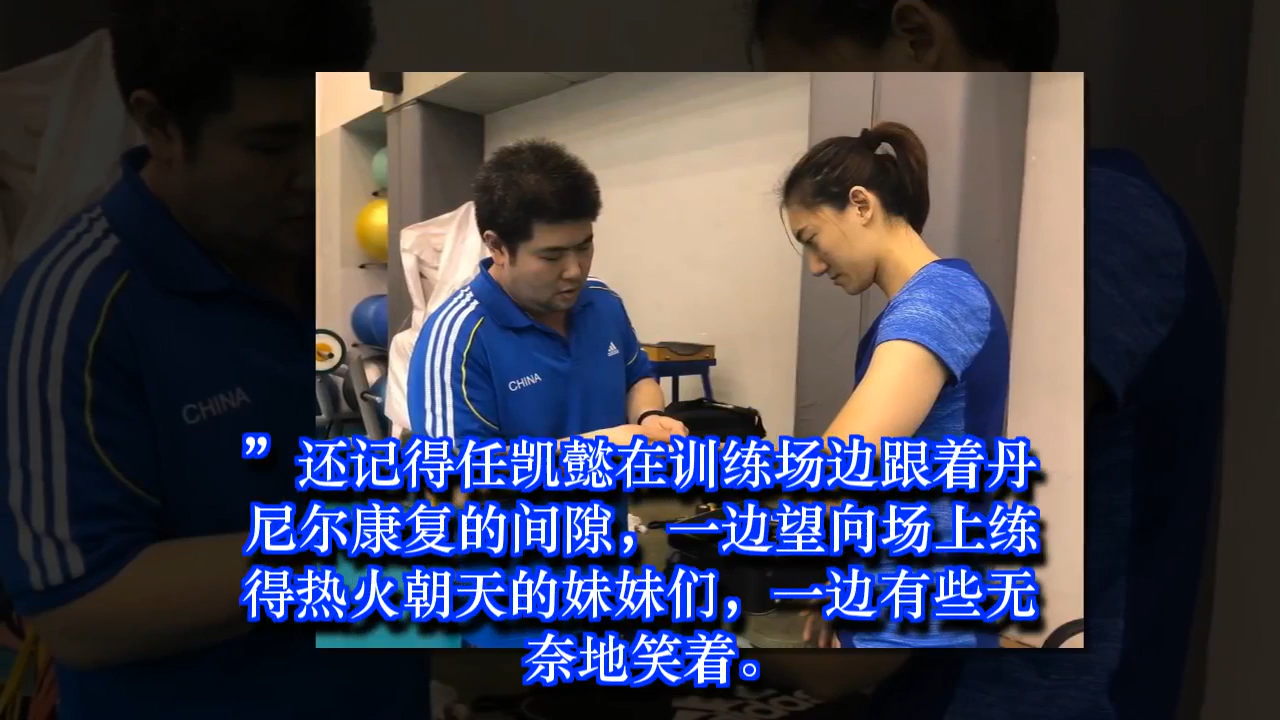 CHINA
CHINA
”还记得任凯懿在训练场边跟着丹
尼尔康复的间隙，一边望向场上练
得热火朝天的妹妹们，一边有些无
奈地笑着。